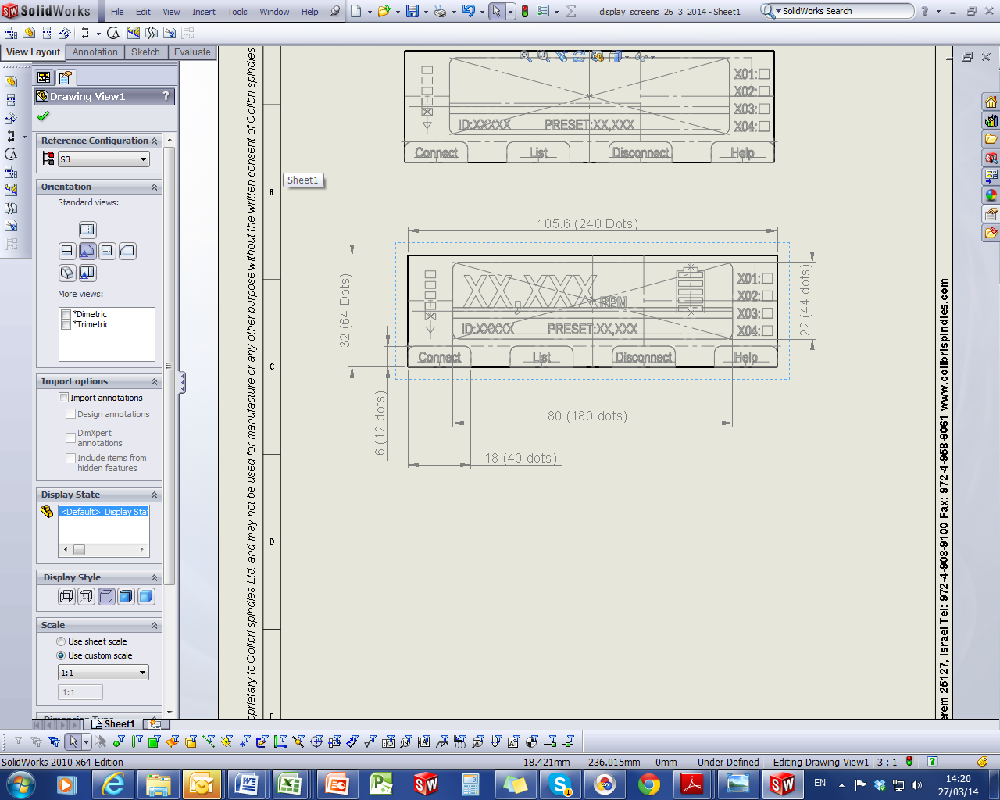 SolidWorks
File Edit View Insert Tools Window Help
display_screens_26_3_2014 - Sheet1
SolidWorks Search
View Layout Annotation Sketch Evaluate
Drawing View1
?
Reference Configuration
S3
Orientation
Standard views:
More views:
*Dimetric
*Trimetric
Import options
Import annotations
Design annotations
DimXpert
annotations
Include items from
hidden features
Display State
<Default>_Display Stat
Display Style
Scale
Use sheet scale
Use custom scale
1:1
1:1
Sheet1
oprietary to Colibri spindles Ltd. and may not be used for manufacture or any other purpose without the written consent of Colibri spindles
B
C
D
Sheet1
X01:
X02:
X03:
X04:
ID:XXXXX PRESET:XX,XXX
Connect List Disconnect Help
105.6 (240 Dots)
32 (64 Dots)
XX,XXX RPM
X01:
X02:
X03:
X04:
22 (44 dots)
ID:XXXXX PRESET:XX,XXX
Connect List Disconnect Help
6 (12 dots)
80 (180 dots)
18 (40 dots)
erem 25127, Israel Tel: 972-4-908-9100 Fax: 972-4-958-9061 www.colibrispindles.com
Sheet1
SolidWorks 2010 x64 Edition
18.421mm 236.015mm 0mm Under Defined Editing Drawing View1 3 : 1
EN
14:20
27/03/14